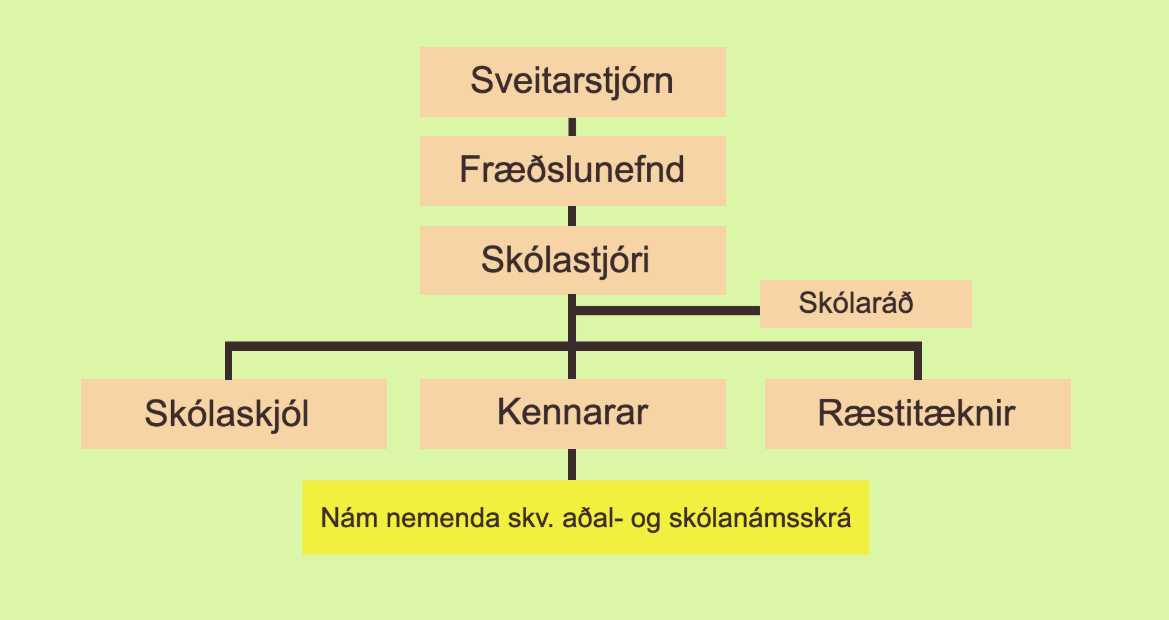 Sveitarstjórn
Fræðslunefnd
Skólastjóri
Skólaráð
Skólaskjól
Kennarar
Ræstitæknir
Nám nemenda skv. aðal- og skólanámsskrá